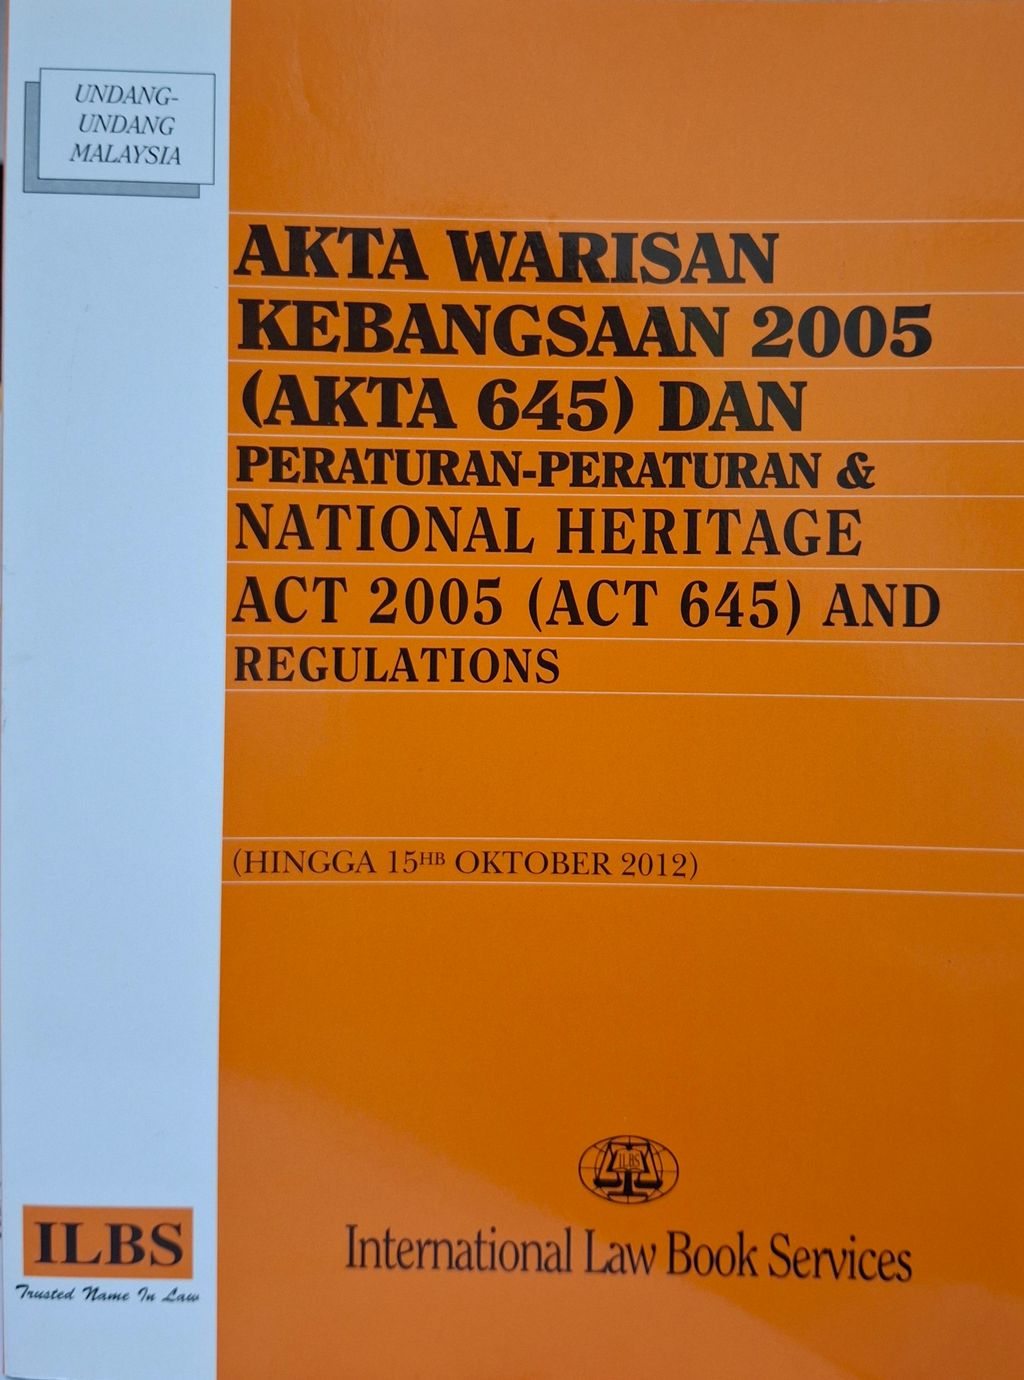 UNDANG-
UNDANG
MALAYSIA
AKTA WARISAN
KEBANGSAAN 2005
(AKTA 645) DAN
PERATURAN-PERATURAN &
NATIONAL HERITAGE
ACT 2005 (ACT 645) AND
REGULATIONS
(HINGGA 15HB OKTOBER 2012)
ILBS
International Law Book Services
ILBS
Trusted Name In Law